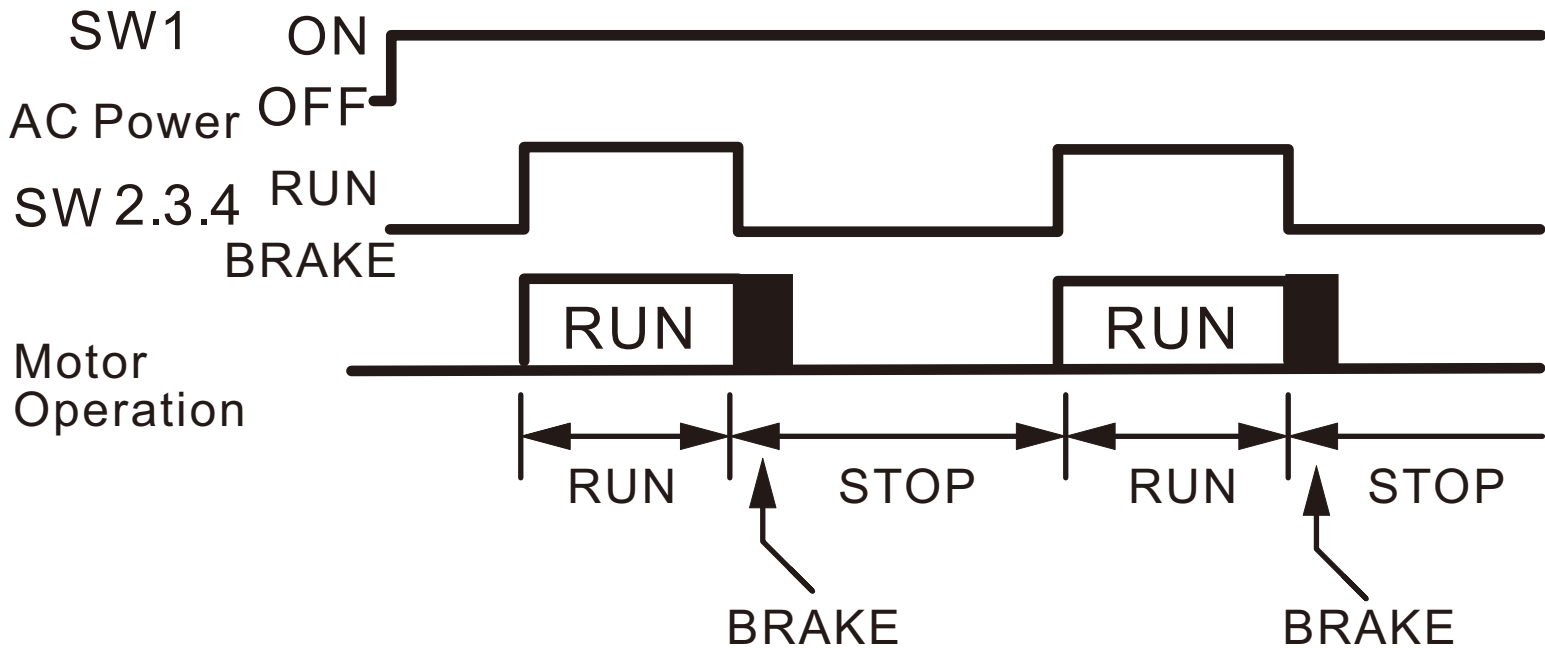 SW1 ON
AC Power OFF
SW 2.3.4 RUN
BRAKE
RUN RUN
Motor
Operation
RUN STOP RUN STOP
BRAKE BRAKE